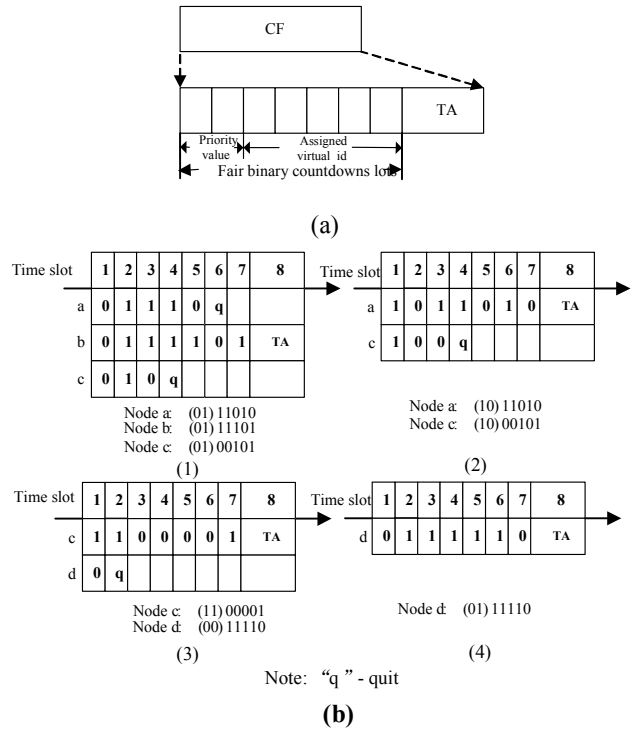 CF
TA
Priority value
Assigned virtual id
Fair binary countdowns lots
(a)
Time slot 1 2 3 4 5 6 7 8
a 0 1 1 1 0 q
b 0 1 1 1 1 0 1 TA
c 0 1 0 q
Node a: (01) 11010
Node b: (01) 11101
Node c: (01) 00101
(1)
Time slot 1 2 3 4 5 6 7 8
a 1 0 1 1 0 1 0 TA
c 1 0 0 q
Node a: (10) 11010
Node c: (10) 00101
(2)
Time slot 1 2 3 4 5 6 7 8
c 1 1 0 0 0 0 1 TA
d 0 q
Node c: (11) 00001
Node d: (00) 11110
(3)
Time slot 1 2 3 4 5 6 7 8
d 0 1 1 1 1 1 0 TA
Node d: (01) 11110
(4)
Note: “q” - quit
(b)